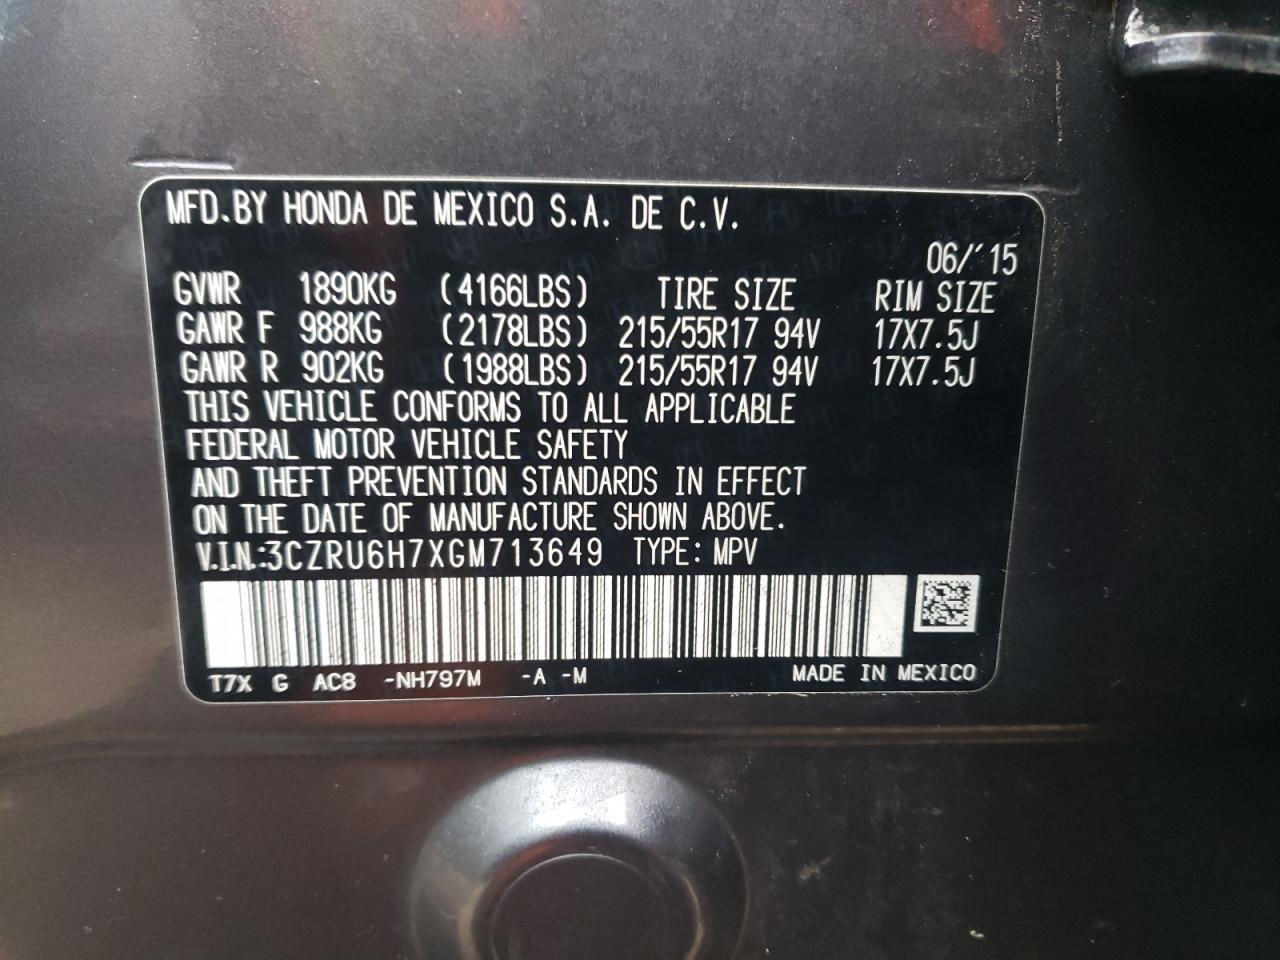 MFD.BY HONDA DE MEXICO S.A. DE C.V.
06/15
GVWR 1890KG (4166LBS) TIRE SIZE RIM SIZE
GAWR F 988KG (2178LBS) 215/55R17 94V 17X7.5J
GAWR R 902KG (1988LBS) 215/55R17 94V 17X7.5J
THIS VEHICLE CONFORMS TO ALL APPLICABLE
FEDERAL MOTOR VEHICLE SAFETY
AND THEFT PREVENTION STANDARDS IN EFFECT
ON THE DATE OF MANUFACTURE SHOWN ABOVE.
V.I.N.:3CZRU6H7XGM713649 TYPE: MPV
T7X G AC8 -NH797M -A -M MADE IN MEXICO